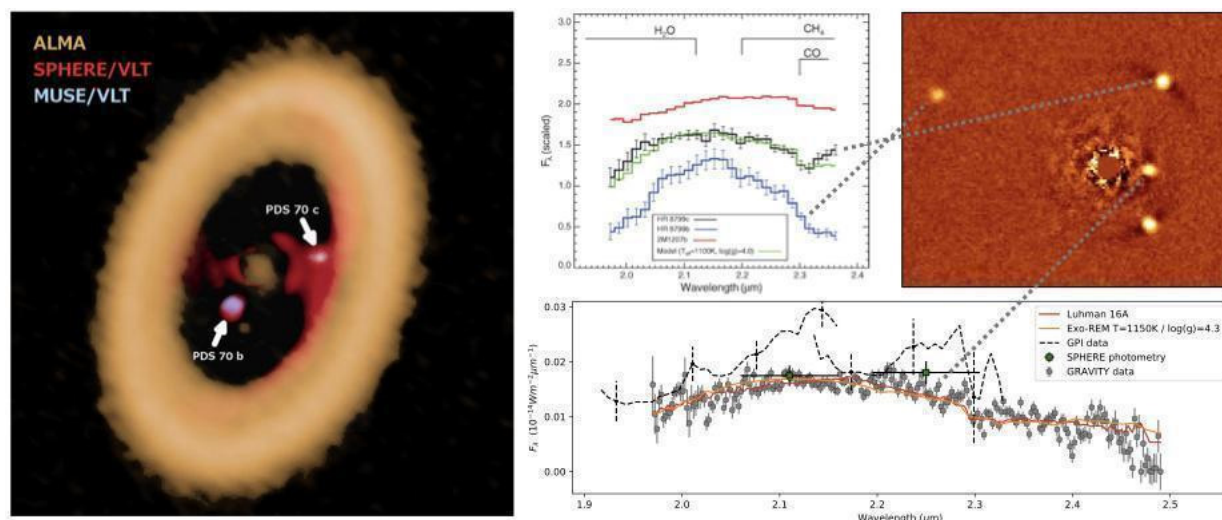 ALMA
SPHERE/VLT
MUSE/VLT
PDS 70 c
PDS 70 b
3.0
2.5
2.0
1.5
1.0
0.5
0.0
Fλ (scaled)
H2O
CH4
CO
HR 8799c
HR 8799b
2M1207b
Model (Teff=1100K, log(g)=4.0)
2.0
2.1
2.2
2.3
2.4
Wavelength (μm)
0.03
0.02
0.01
0.00
Fλ (10⁻¹⁴Wm⁻²μm⁻¹)
Luhman 16A
Exo-REM T=1150K / log(g)=4.3
GPI data
SPHERE photometry
GRAVITY data
1.9
2.0
2.1
2.2
2.3
2.4
2.5
Wavelength (μm)